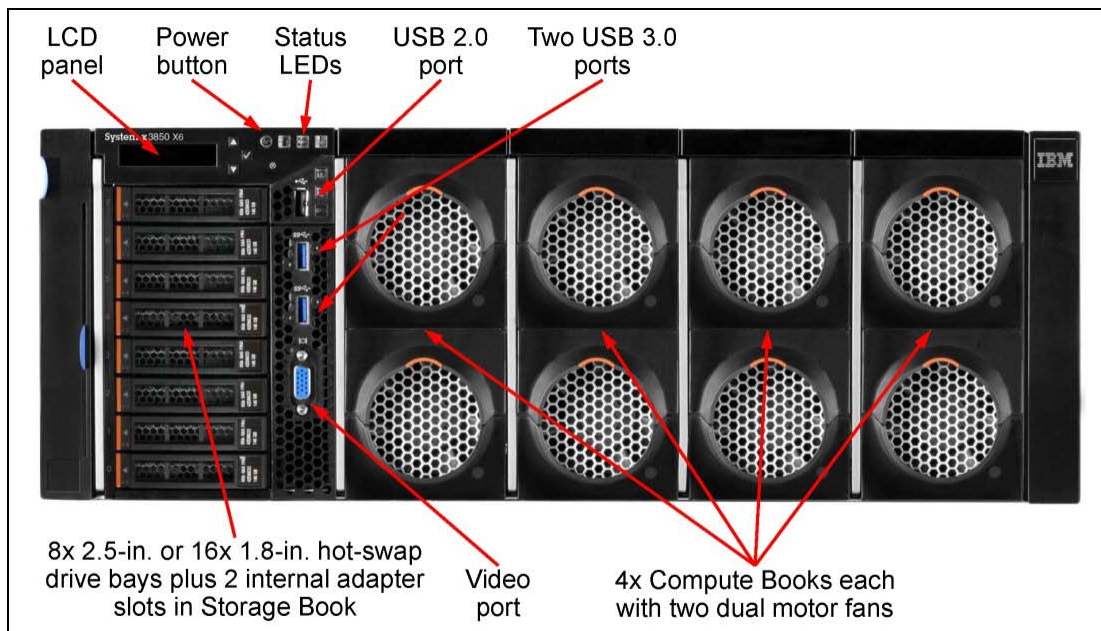 LCD
panel
Power
button
Status
LEDs
USB 2.0
port
Two USB 3.0
ports
System x3850 X6
IBM
8x 2.5-in. or 16x 1.8-in. hot-swap
drive bays plus 2 internal adapter
slots in Storage Book
Video
port
4x Compute Books each
with two dual motor fans